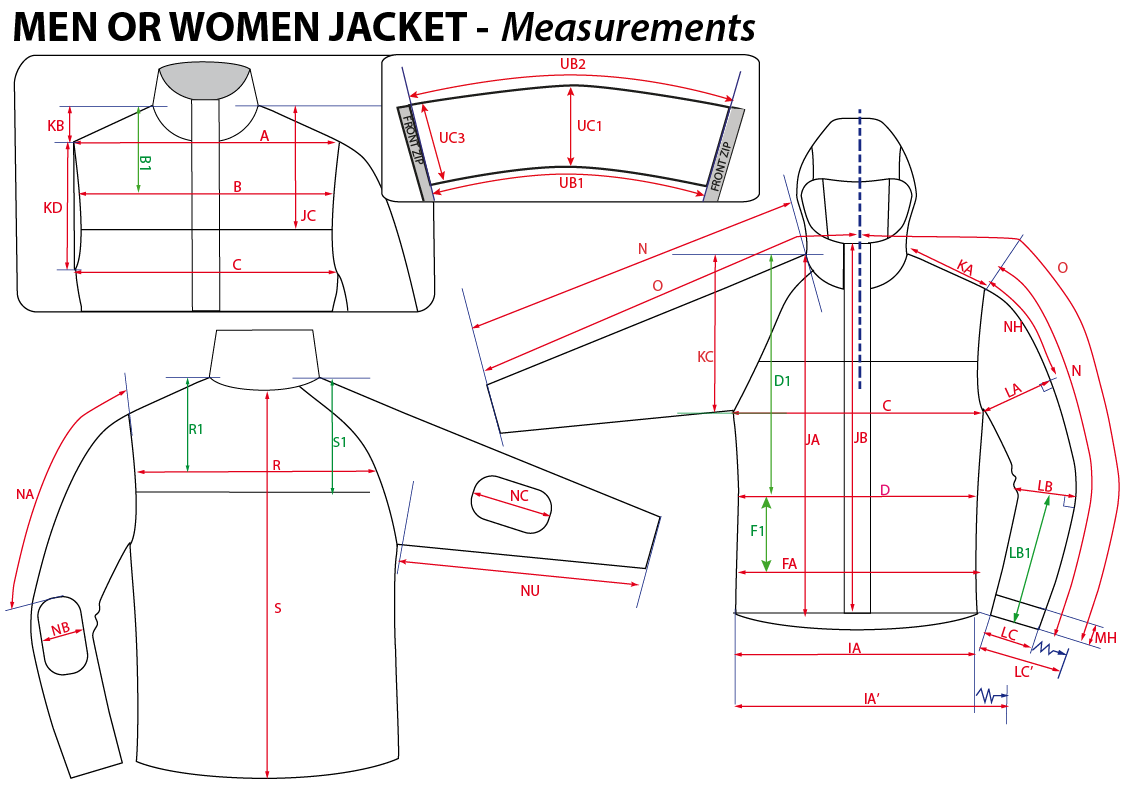 MEN OR WOMEN JACKET - Measurements
UB2
KB
A
B1
UC3
UC1
FRONT ZIP
FRONT ZIP
UB1
B
KD
JC
C
N
O
KA
O
NH
KC
N
D1
LA
C
R1
S1
JA
JB
R
NA
NC
D
LB
F1
LB1
FA
NU
S
NB
LC
MH
IA
LC’
IA’